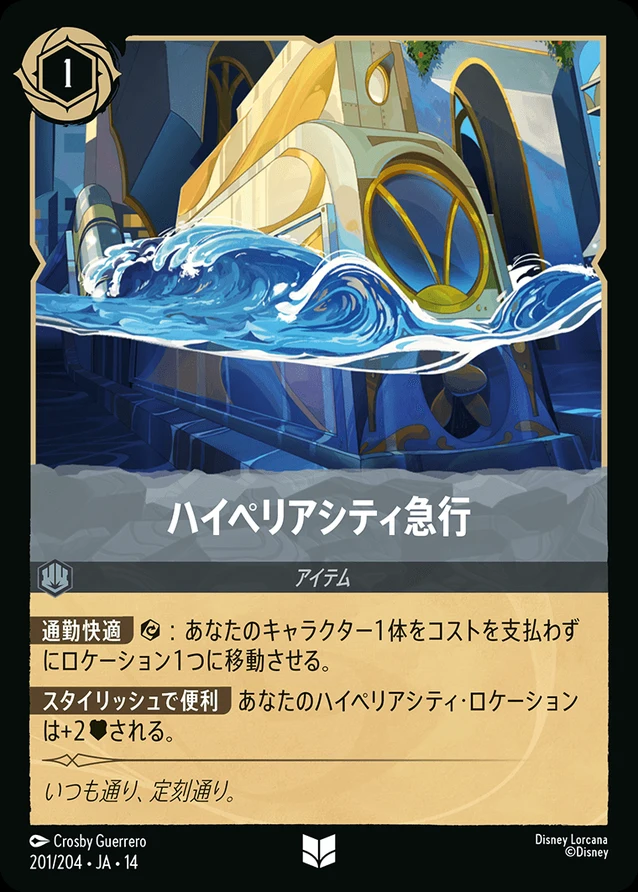 1
ハイペリアシティ急行
アイテム
通勤快適 : あなたのキャラクター1体をコストを支払わず
にロケーション1つに移動させる。
スタイリッシュで便利 あなたのハイペリアシティ・ロケーション
は+2される。
いつも通り、定刻通り。
Crosby Guerrero
Disney Lorcana
201/204・JA・14
©Disney